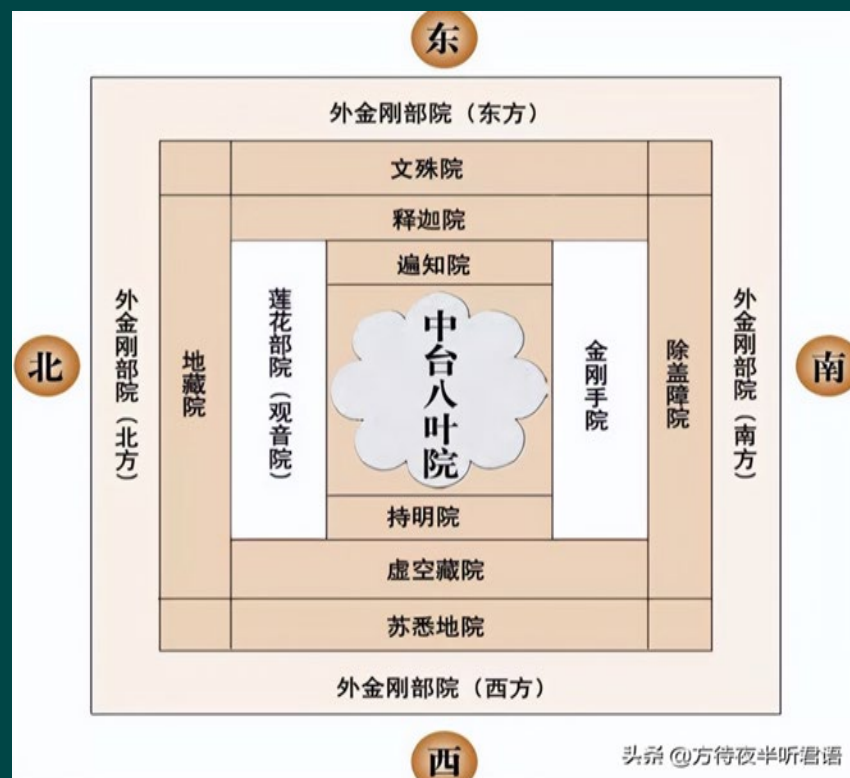 东
外金刚部院（东方）
文殊院
释迦院
遍知院
北
外金刚部院（北方）
地藏院
莲花部院（观音院）
中台八叶院
金刚手院
除盖障院
外金刚部院（南方）
南
持明院
虚空藏院
苏悉地院
外金刚部院（西方）
西
头条 @方待夜半听君语